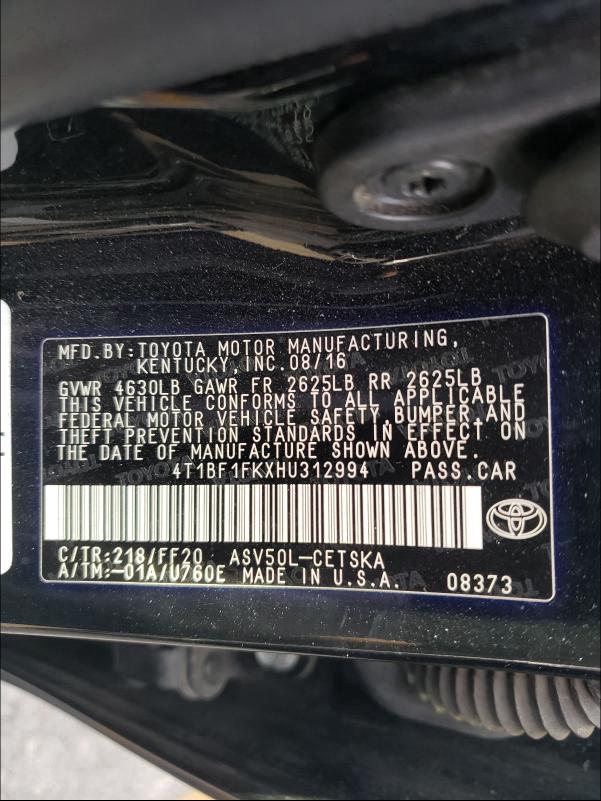 MFD.BY:TOYOTA MOTOR MANUFACTURING,
KENTUCKY,INC.08/16
GVWR 4630LB GAWR FR 2625LB RR 2625LB
THIS VEHICLE CONFORMS TO ALL APPLICABLE
FEDERAL MOTOR VEHICLE SAFETY,BUMPER,AND
THEFT PREVENTION STANDARDS IN EFFECT ON
THE DATE OF MANUFACTURE SHOWN ABOVE.
4T1BF1FKXHU312994 PASS.CAR
C/TR:218/FF20 ASV50L-CETSKA
A/TM:-01A/U760E MADE IN U.S.A. 08373